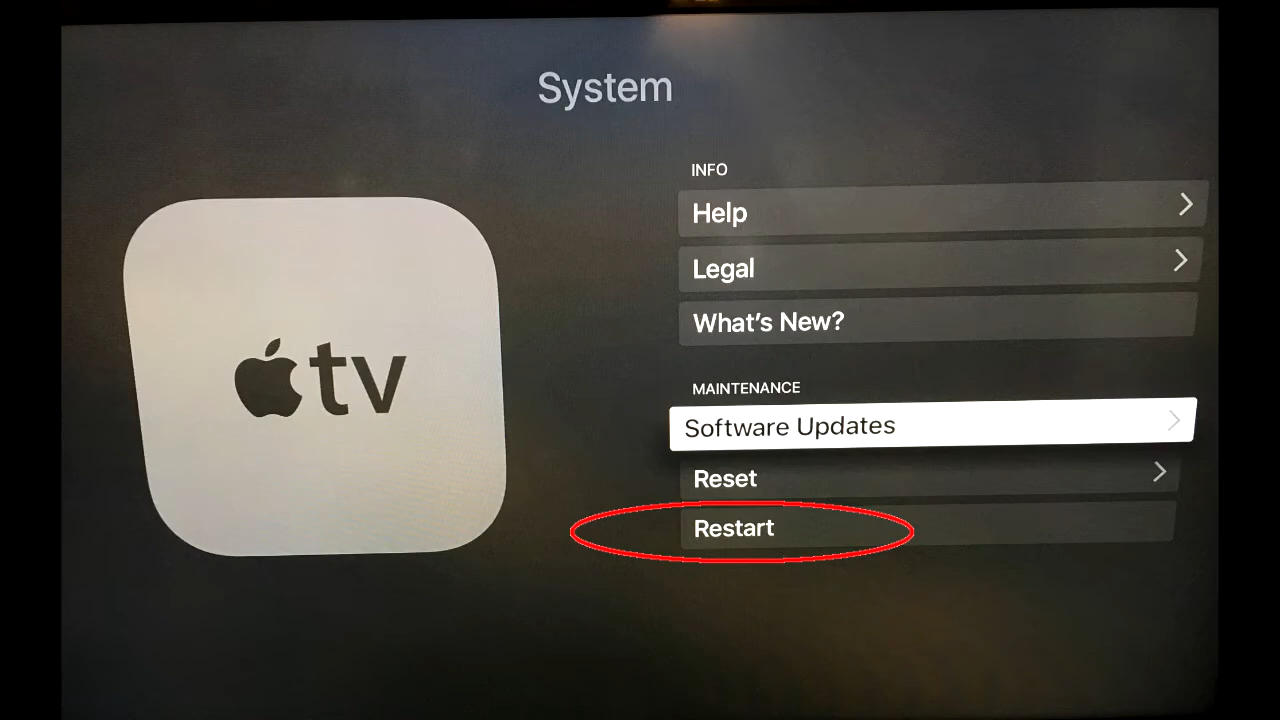 System
INFO
Help
Legal
What's New?
tv
MAINTENANCE
Software Updates
Reset
Restart